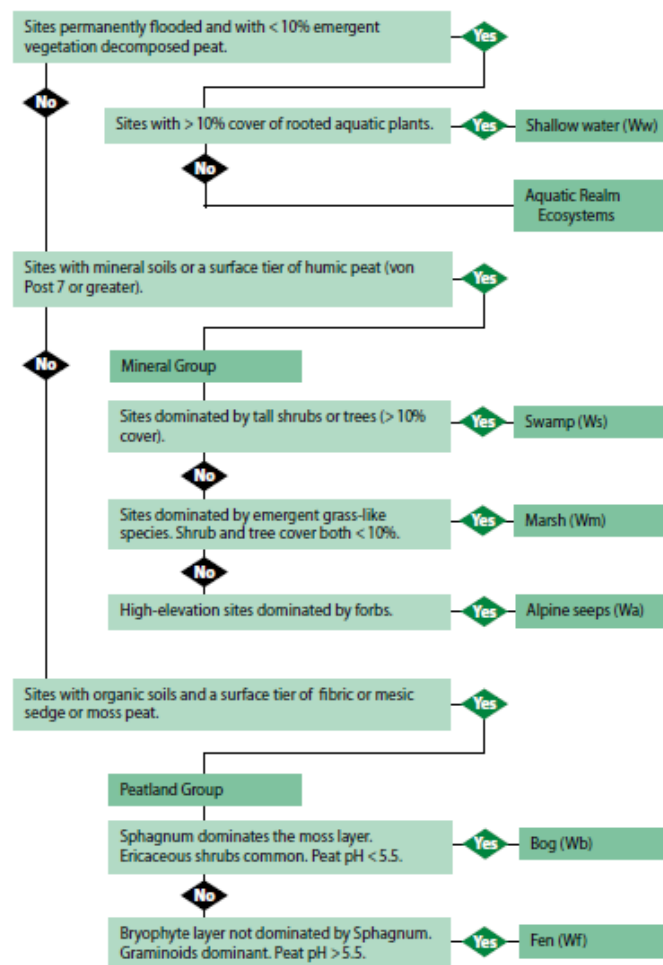 Sites permanently flooded and with < 10% emergent
vegetation decomposed peat.
Yes
No
Sites with > 10% cover of rooted aquatic plants.
Yes
Shallow water (Ww)
No
Aquatic Realm
Ecosystems
Sites with mineral soils or a surface tier of humic peat (von
Post 7 or greater).
Yes
No
Mineral Group
Sites dominated by tall shrubs or trees (> 10%
cover).
Yes
Swamp (Ws)
No
Sites dominated by emergent grass-like
species. Shrub and tree cover both < 10%.
Yes
Marsh (Wm)
No
High-elevation sites dominated by forbs.
Yes
Alpine seeps (Wa)
Sites with organic soils and a surface tier of fibric or mesic
sedge or moss peat.
Yes
Peatland Group
Sphagnum dominates the moss layer.
Ericaceous shrubs common. Peat pH < 5.5.
Yes
Bog (Wb)
No
Bryophyte layer not dominated by Sphagnum.
Graminoids dominant. Peat pH > 5.5.
Yes
Fen (Wf)